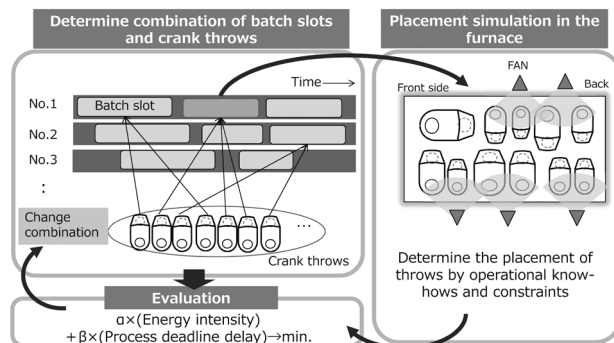 Determine combination of batch slots
and crank throws
Time
No.1
Batch slot
No.2
No.3
:
Change
combination
...
Crank throws
Evaluation
α×(Energy intensity)
+β×(Process deadline delay)→min.
Placement simulation in the
furnace
FAN
Front side
Back
Determine the placement of
throws by operational know-
hows and constraints